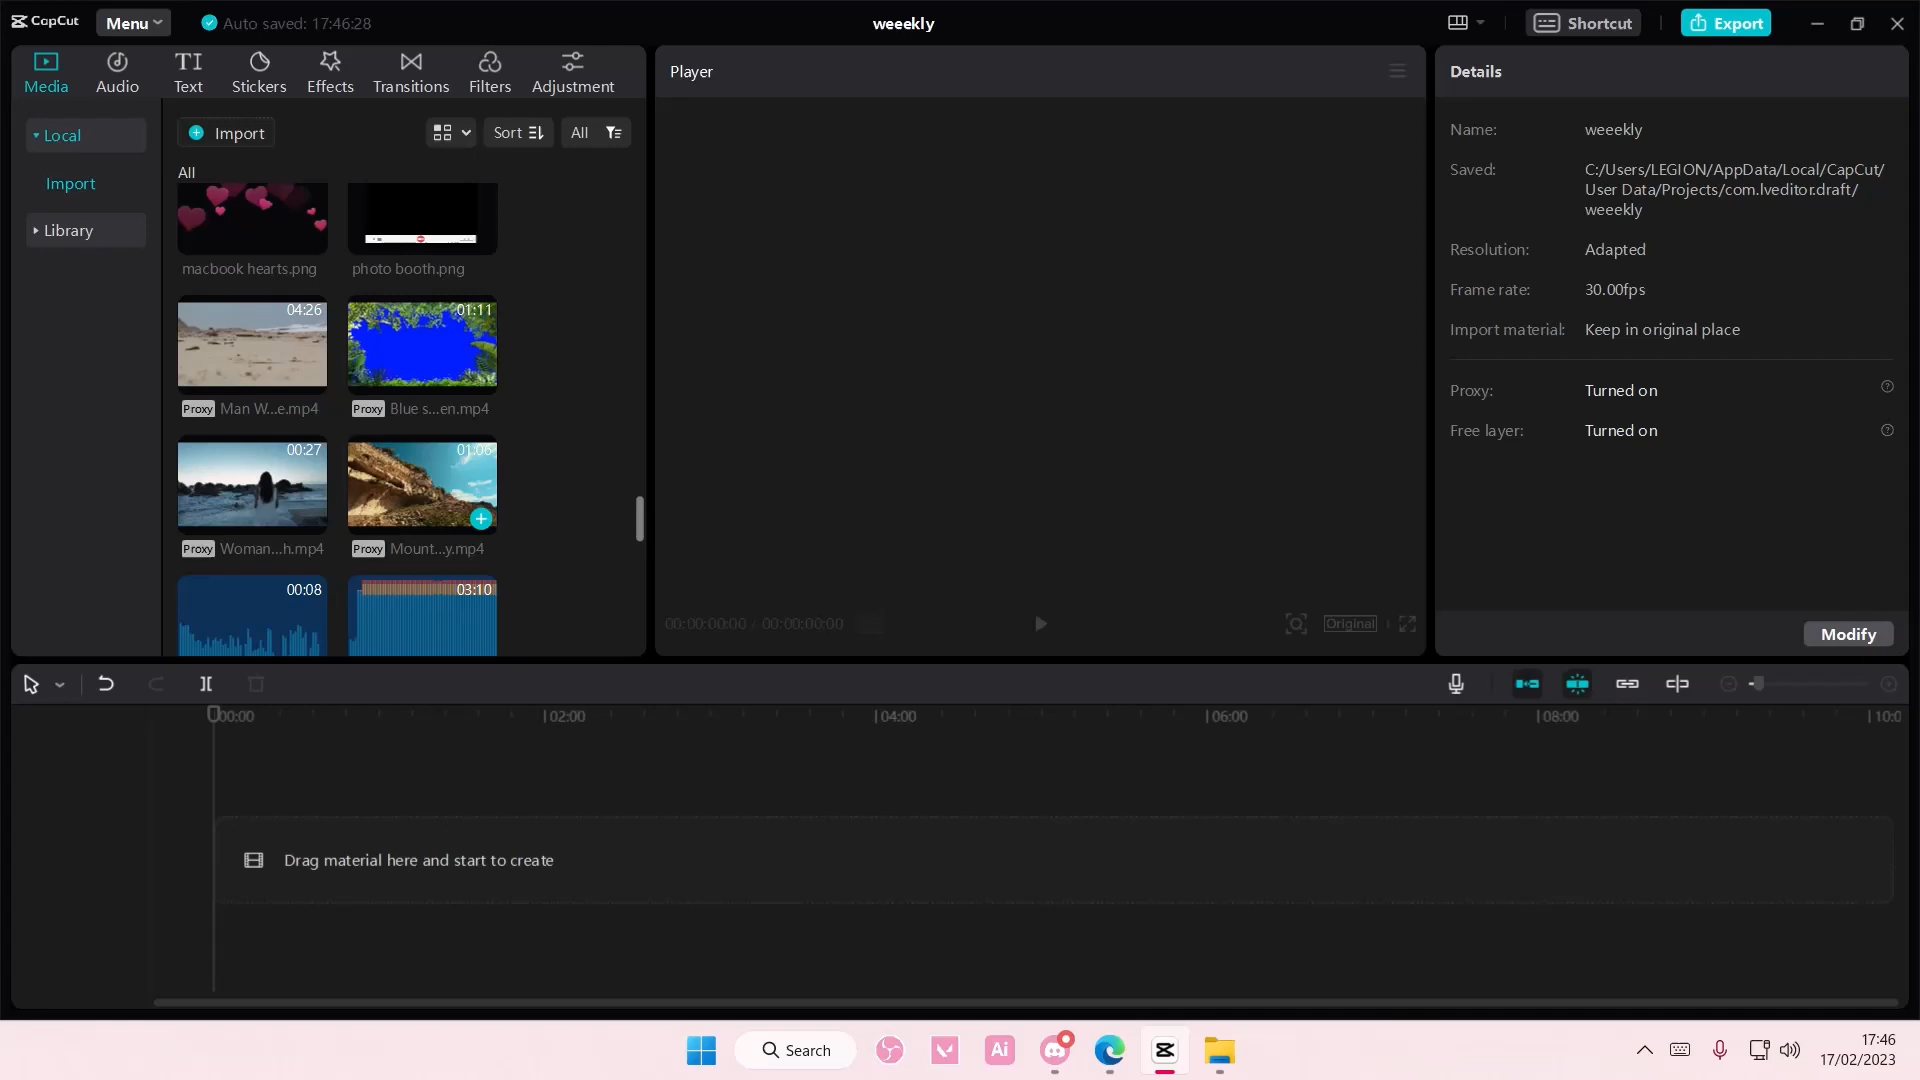 CapCut
Menu
Auto saved: 17:46:28
weeekly
Shortcut
Export
Media
Audio
TI
Text
Stickers
Effects
Transitions
Filters
Adjustment
Local
Import
Library
Import
Sort
All
All
macbook hearts.png
photo booth.png
04:26
01:11
Proxy Man W...e.mp4
Proxy Blue s...en.mp4
00:27
01:06
Proxy Woman...h.mp4
Proxy Mount...y.mp4
00:08
03:10
Player
00:00:00:00 / 00:00:00:00
Original
Details
Name: weeekly
Saved: C:/Users/LEGION/AppData/Local/CapCut/
User Data/Projects/com.lveditor.draft/
weeekly
Resolution: Adapted
Frame rate: 30.00fps
Import material: Keep in original place
Proxy: Turned on
Free layer: Turned on
Modify
00:00
02:00
04:00
06:00
08:00
10:0
Drag material here and start to create
Search
Ai
17:46
17/02/2023